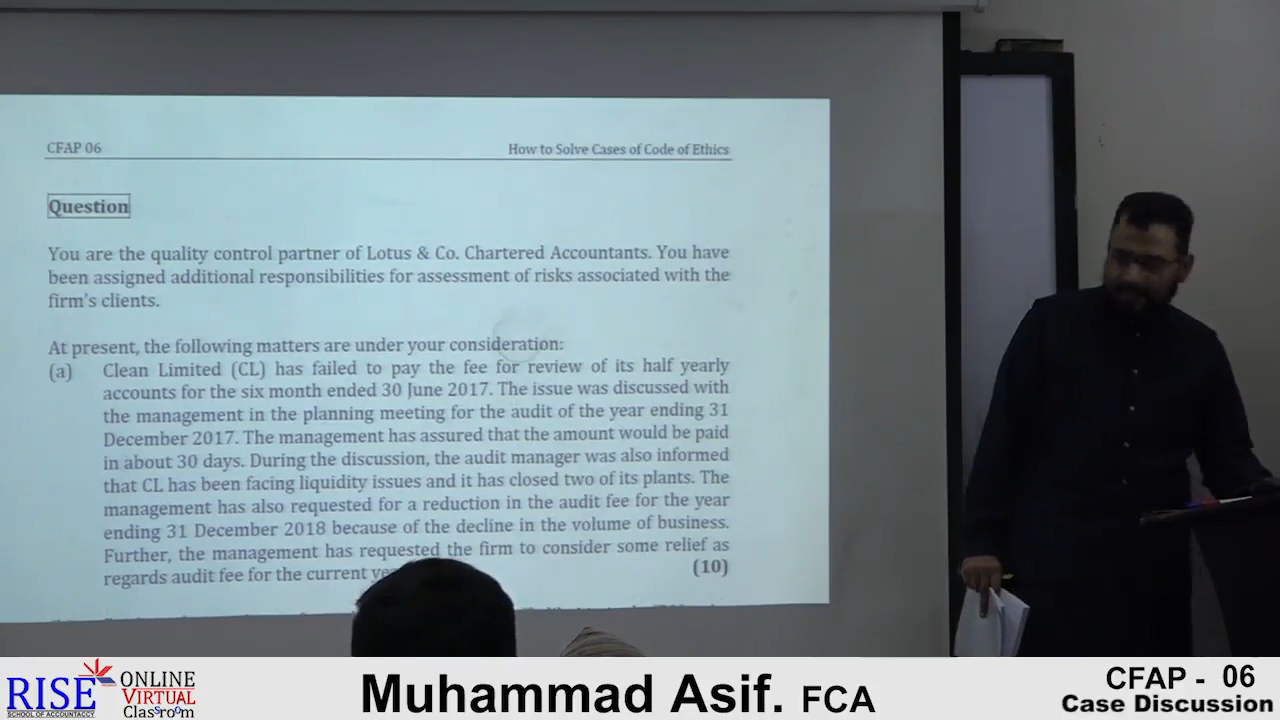 CFAP 06
How to Solve Cases of Code of Ethics
Question
You are the quality control partner of Lotus & Co. Chartered Accountants. You have
been assigned additional responsibilities for assessment of risks associated with the
firm's clients.
At present, the following matters are under your consideration:
(a) Clean Limited (CL) has failed to pay the fee for review of its half yearly
accounts for the six month ended 30 June 2017. The issue was discussed with
the management in the planning meeting for the audit of the year ending 31
December 2017. The management has assured that the amount would be paid
in about 30 days. During the discussion, the audit manager was also informed
that CL has been facing liquidity issues and it has closed two of its plants. The
management has also requested for a reduction in the audit fee for the year
ending 31 December 2018 because of the decline in the volume of business.
Further, the management has requested the firm to consider some relief as
regards audit fee for the current
(10)
RISE
SCHOOL OF ACCOUNTACCY
ONLINE
VIRTUAL
Classroom
Muhammad Asif. FCA
CFAP - 06
Case Discussion